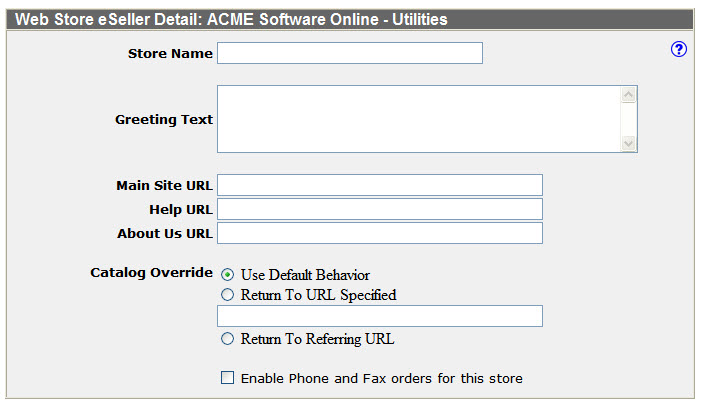 Web Store eSeller Detail: ACME Software Online - Utilities
Store Name
?
Greeting Text
Main Site URL
Help URL
About Us URL
Catalog Override
Use Default Behavior
Return To URL Specified
Return To Referring URL
Enable Phone and Fax orders for this store